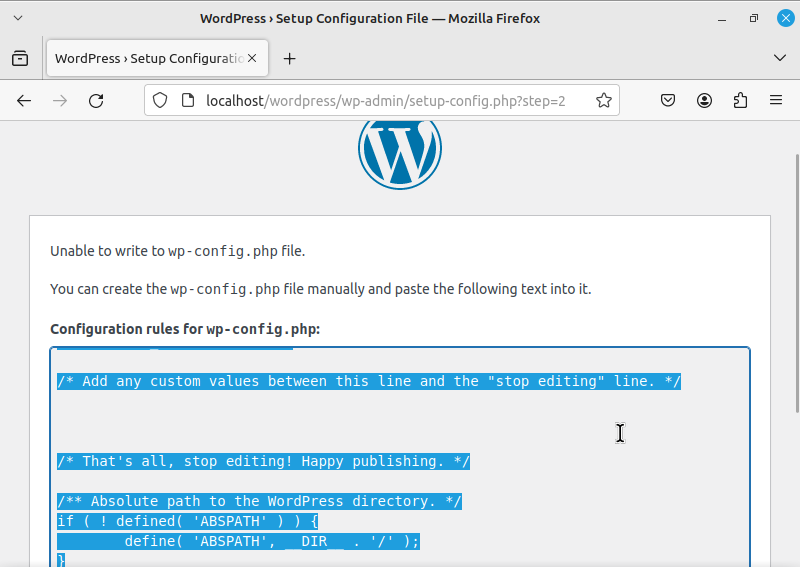 WordPress › Setup Configuration File — Mozilla Firefox
WordPress › Setup Configuratio
localhost/wordpress/wp-admin/setup-config.php?step=2
Unable to write to wp-config.php file.
You can create the wp-config.php file manually and paste the following text into it.
Configuration rules for wp-config.php:
/* Add any custom values between this line and the "stop editing" line. */
/* That's all, stop editing! Happy publishing. */
/** Absolute path to the WordPress directory. */
if ( ! defined( 'ABSPATH' ) ) {
define( 'ABSPATH', __DIR__ . '/' );
}